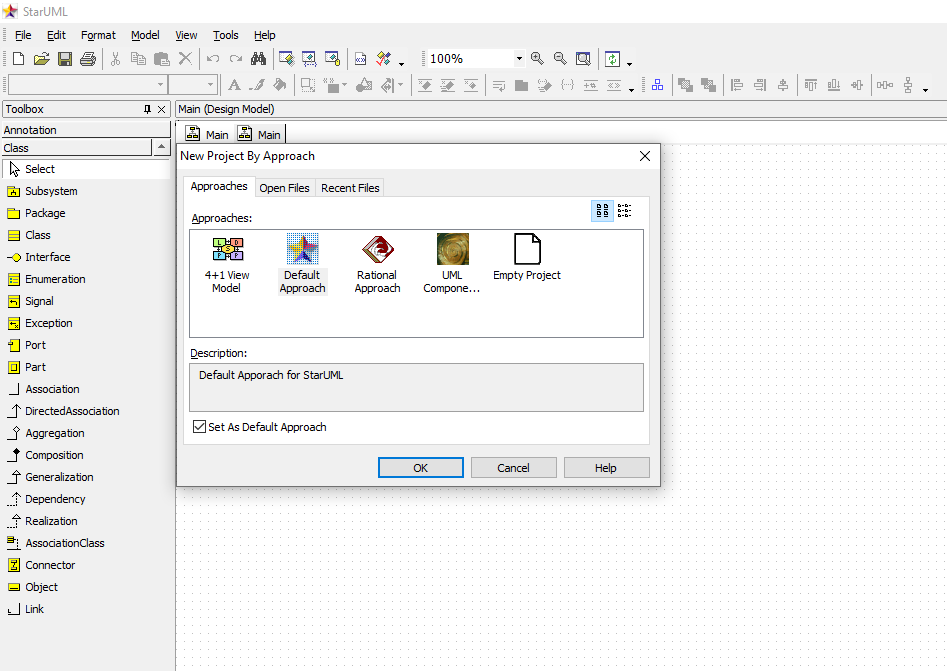 StarUML
File Edit Format Model View Tools Help
100%
Toolbox
Main (Design Model)
Annotation
Class
Main Main
Select
Subsystem
Package
Class
Interface
Enumeration
Signal
Exception
Port
Part
Association
DirectedAssociation
Aggregation
Composition
Generalization
Dependency
Realization
AssociationClass
Connector
Object
Link
New Project By Approach
Approaches Open Files Recent Files
Approaches:
4+1 View Model
Default Approach
Rational Approach
UML Compone...
Empty Project
Description:
Default Apporach for StarUML
Set As Default Approach
OK Cancel Help